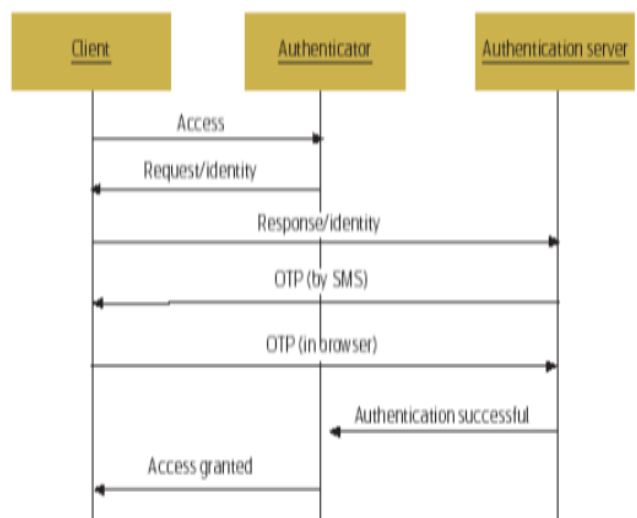 Client
Authenticator
Authentication server
Access
Request/identity
Response/identity
OTP (by SMS)
OTP (in browser)
Authentication successful
Access granted